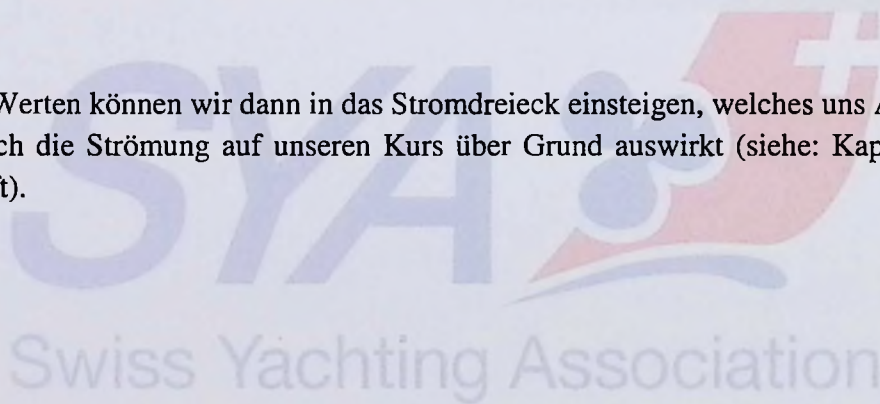 Werten können wir dann in das Stromdreieck einsteigen, welches uns A
ch die Strömung auf unseren Kurs über Grund auswirkt (siehe: Kap
t).
SYA
Swiss Yachting Association